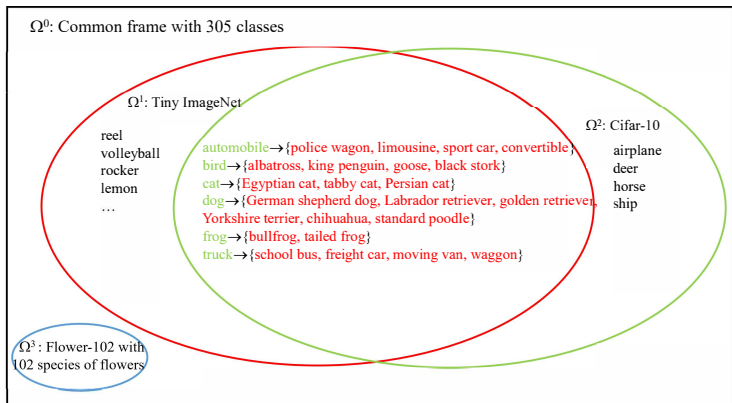 Ω⁰: Common frame with 305 classes
Ω¹: Tiny ImageNet
reel
volleyball
rocker
lemon
…
automobile→{police wagon, limousine, sport car, convertible}
bird→{albatross, king penguin, goose, black stork}
cat→{Egyptian cat, tabby cat, Persian cat}
dog→{German shepherd dog, Labrador retriever, golden retriever,
Yorkshire terrier, chihuahua, standard poodle}
frog→{bullfrog, tailed frog}
truck→{school bus, freight car, moving van, waggon}
Ω²: Cifar-10
airplane
deer
horse
ship
Ω³: Flower-102 with
102 species of flowers